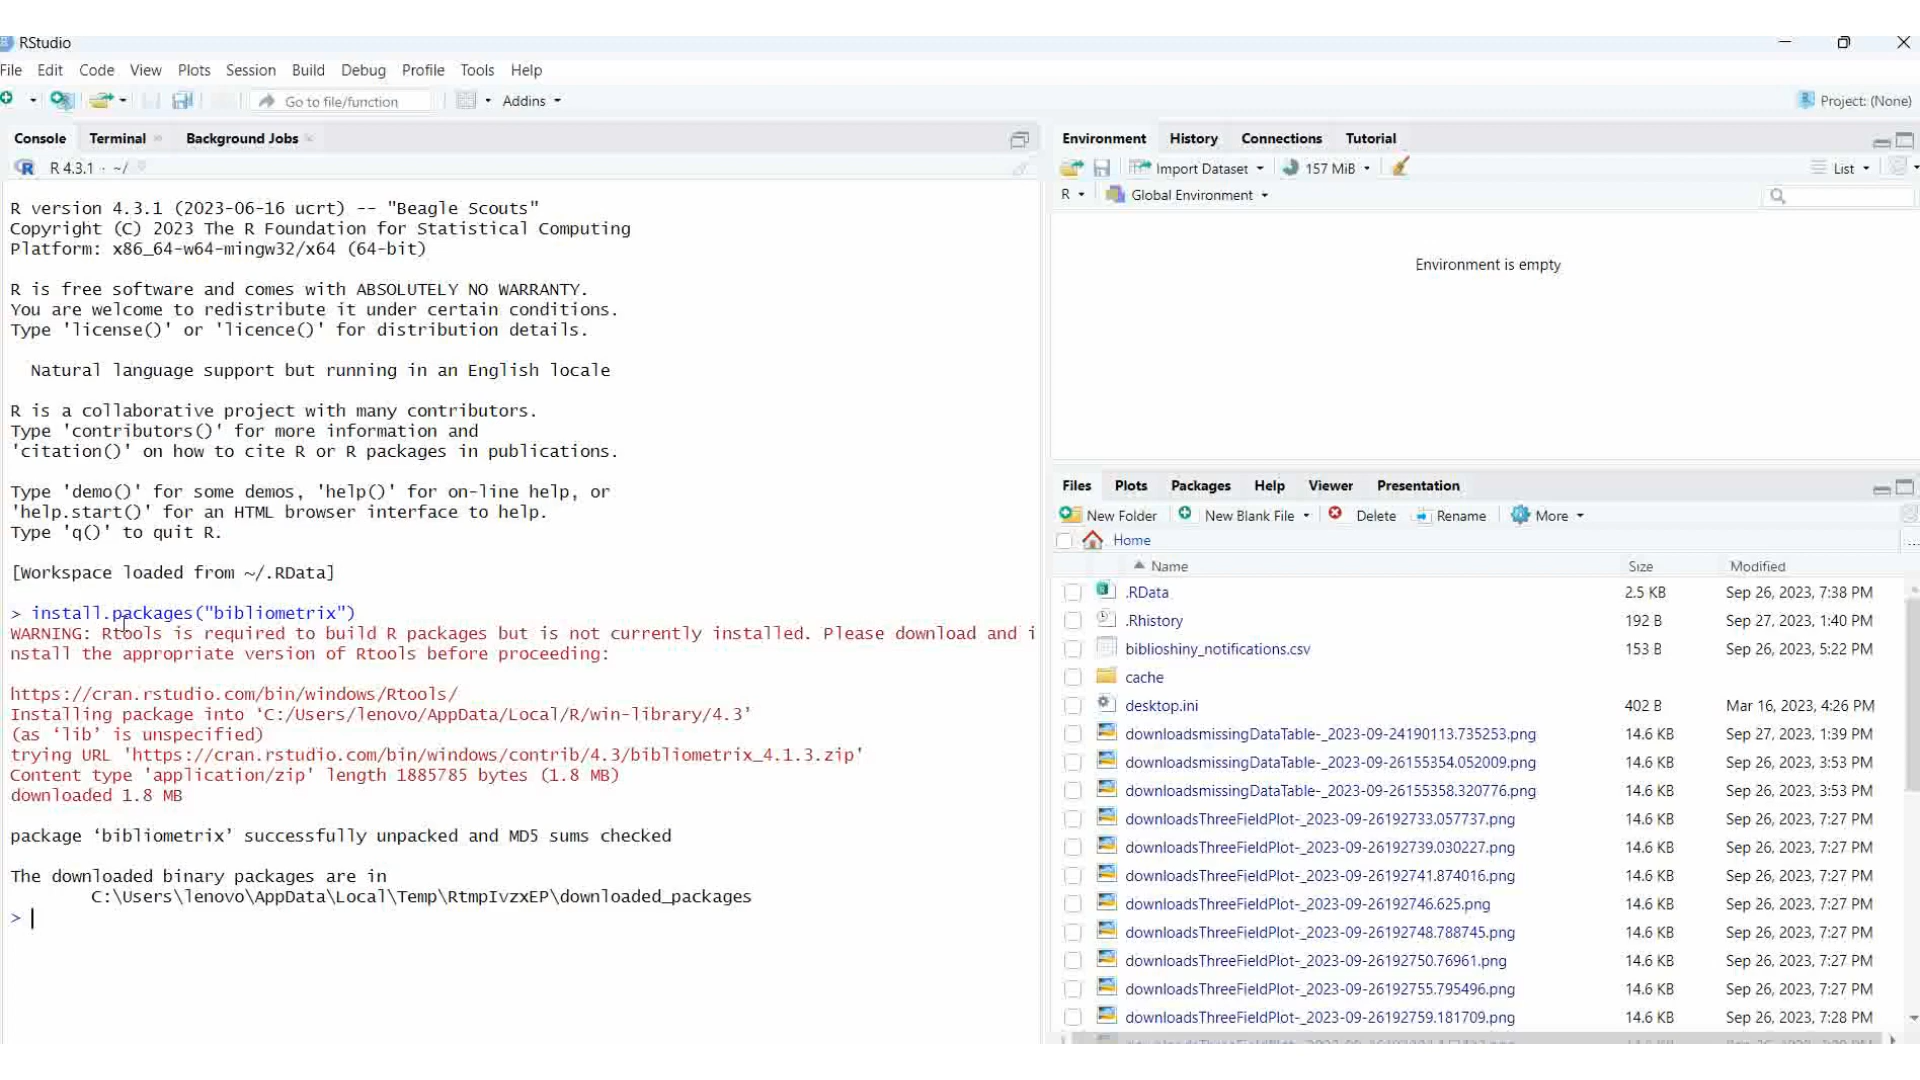 RStudio
File Edit Code View Plots Session Build Debug Profile Tools Help
Go to file/function Addins Project: (None)
Console Terminal Background Jobs
R 4.3.1 · ~/
R version 4.3.1 (2023-06-16 ucrt) -- "Beagle Scouts"
Copyright (C) 2023 The R Foundation for Statistical Computing
Platform: x86_64-w64-mingw32/x64 (64-bit)
R is free software and comes with ABSOLUTELY NO WARRANTY.
You are welcome to redistribute it under certain conditions.
Type 'license()' or 'licence()' for distribution details.
Natural language support but running in an English locale
R is a collaborative project with many contributors.
Type 'contributors()' for more information and
'citation()' on how to cite R or R packages in publications.
Type 'demo()' for some demos, 'help()' for on-line help, or
'help.start()' for an HTML browser interface to help.
Type 'q()' to quit R.
[Workspace loaded from ~/.RData]
> install.packages("bibliometrix")
WARNING: Rtools is required to build R packages but is not currently installed. Please download and i
nstall the appropriate version of Rtools before proceeding:
https://cran.rstudio.com/bin/windows/Rtools/
Installing package into ‘C:/Users/lenovo/AppData/Local/R/win-library/4.3’
(as ‘lib’ is unspecified)
trying URL 'https://cran.rstudio.com/bin/windows/contrib/4.3/bibliometrix_4.1.3.zip'
Content type 'application/zip' length 1885785 bytes (1.8 MB)
downloaded 1.8 MB
package ‘bibliometrix’ successfully unpacked and MD5 sums checked
The downloaded binary packages are in
C:\Users\lenovo\AppData\Local\Temp\RtmpIvzxEP\downloaded_packages
>
Environment History Connections Tutorial
Import Dataset 157 MiB List
R Global Environment
Environment is empty
Files Plots Packages Help Viewer Presentation
New Folder New Blank File Delete Rename More
Home ...
Name Size Modified
.RData 2.5 KB Sep 26, 2023, 7:38 PM
.Rhistory 192 B Sep 27, 2023, 1:40 PM
biblioshiny_notifications.csv 153 B Sep 26, 2023, 5:22 PM
cache
desktop.ini 402 B Mar 16, 2023, 4:26 PM
downloadsmissingDataTable-_2023-09-24190113.735253.png 14.6 KB Sep 27, 2023, 1:39 PM
downloadsmissingDataTable-_2023-09-26155354.052009.png 14.6 KB Sep 26, 2023, 3:53 PM
downloadsmissingDataTable-_2023-09-26155358.320776.png 14.6 KB Sep 26, 2023, 3:53 PM
downloadsThreeFieldPlot-_2023-09-26192733.057737.png 14.6 KB Sep 26, 2023, 7:27 PM
downloadsThreeFieldPlot-_2023-09-26192739.030227.png 14.6 KB Sep 26, 2023, 7:27 PM
downloadsThreeFieldPlot-_2023-09-26192741.874016.png 14.6 KB Sep 26, 2023, 7:27 PM
downloadsThreeFieldPlot-_2023-09-26192746.625.png 14.6 KB Sep 26, 2023, 7:27 PM
downloadsThreeFieldPlot-_2023-09-26192748.788745.png 14.6 KB Sep 26, 2023, 7:27 PM
downloadsThreeFieldPlot-_2023-09-26192750.76961.png 14.6 KB Sep 26, 2023, 7:27 PM
downloadsThreeFieldPlot-_2023-09-26192755.795496.png 14.6 KB Sep 26, 2023, 7:27 PM
downloadsThreeFieldPlot-_2023-09-26192759.181709.png 14.6 KB Sep 26, 2023, 7:28 PM